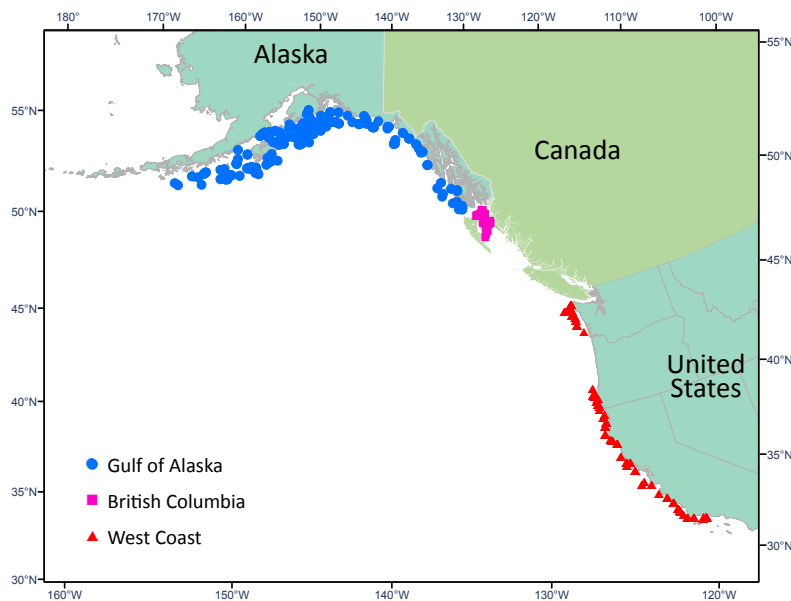 180° 170°W 160°W 150°W 140°W 130°W 120°W 110°W 100°W
Alaska
55°N
55°N
Canada
50°N
50°N
45°N
45°N
United
States
40°N
40°N
Gulf of Alaska
35°N
35°N
British Columbia
West Coast
30°N
30°N
160°W 150°W 140°W 130°W 120°W